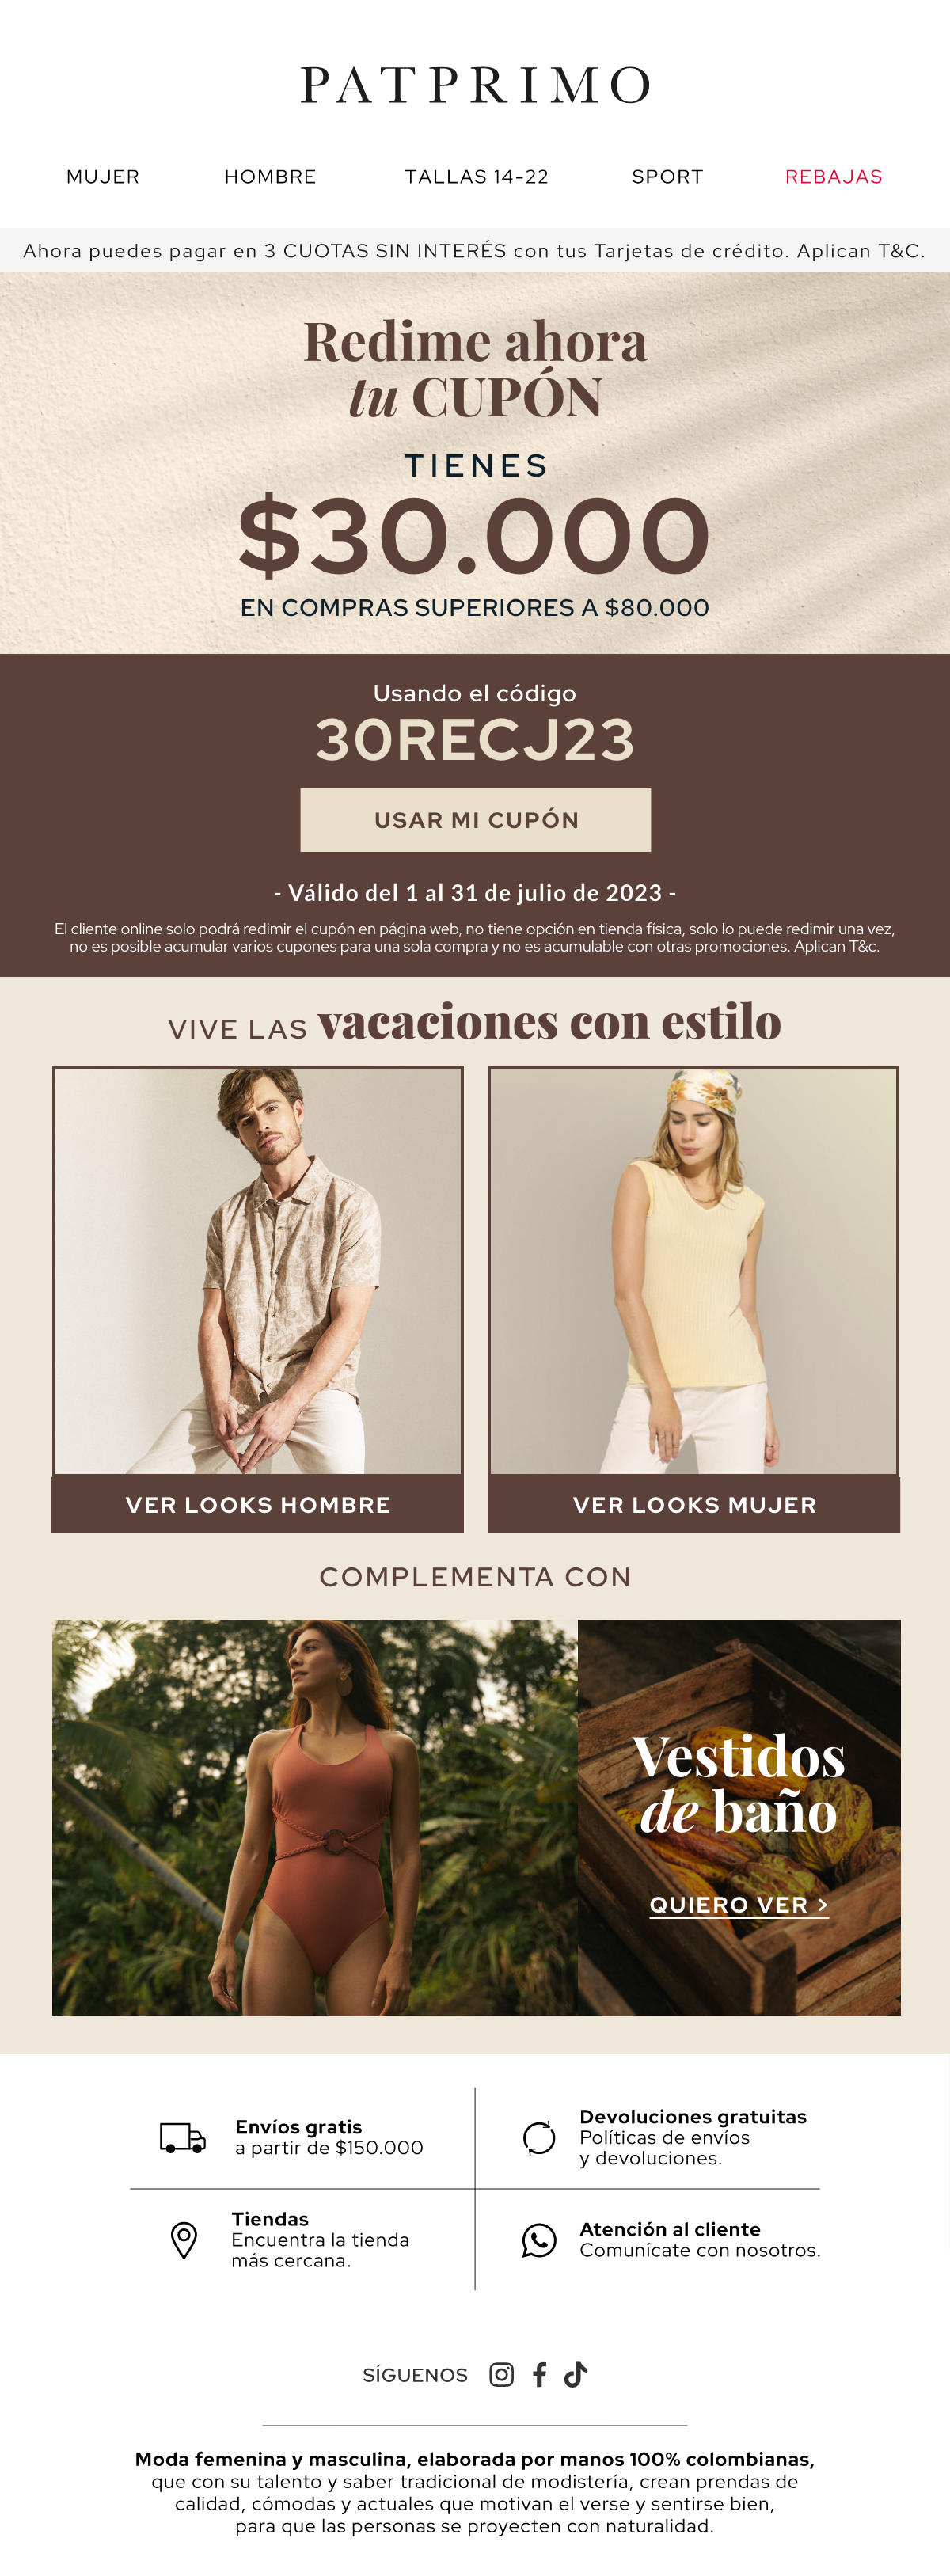 PATPRIMO
MUJER HOMBRE TALLAS 14-22 SPORT REBAJAS
Ahora puedes pagar en 3 CUOTAS SIN INTERÉS con tus Tarjetas de crédito. Aplican T&C.
Redime ahora
tu CUPÓN
TIENES
$30.000
EN COMPRAS SUPERIORES A $80.000
Usando el código
30RECJ23
USAR MI CUPÓN
- Válido del 1 al 31 de julio de 2023 -
El cliente online solo podrá redimir el cupón en página web, no tiene opción en tienda física, solo lo puede redimir una vez,
no es posible acumular varios cupones para una sola compra y no es acumulable con otras promociones. Aplican T&c.
VIVE LAS vacaciones con estilo
VER LOOKS HOMBRE
VER LOOKS MUJER
COMPLEMENTA CON
Vestidos
de baño
QUIERO VER >
Envíos gratis
a partir de $150.000
Devoluciones gratuitas
Políticas de envíos
y devoluciones.
Tiendas
Encuentra la tienda
más cercana.
Atención al cliente
Comunícate con nosotros.
SÍGUENOS
Moda femenina y masculina, elaborada por manos 100% colombianas,
que con su talento y saber tradicional de modistería, crean prendas de
calidad, cómodas y actuales que motivan el verse y sentirse bien,
para que las personas se proyecten con naturalidad.